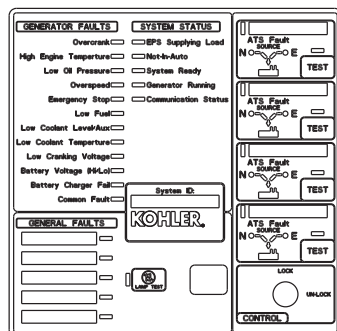 GENERATOR FAULTS
Overcrank
High Engine Temperture
Low Oil Pressure
Overspeed
Emergency Stop
Low Fuel
Low Coolant Level/Aux
Low Coolant Temperture
Low Cranking Voltage
Battery Voltage (Hi-Lo)
Battery Charger Fail
Common Fault
SYSTEM STATUS
EPS Supplying Load
Not-In-Auto
System Ready
Generator Running
Communication Status
System ID:
KOHLER
GENERAL FAULTS
LAMP TEST
ATS Fault
SOURCE
N E
TEST
ATS Fault
SOURCE
N E
TEST
ATS Fault
SOURCE
N E
TEST
ATS Fault
SOURCE
N E
TEST
LOCK
UN-LOCK
CONTROL